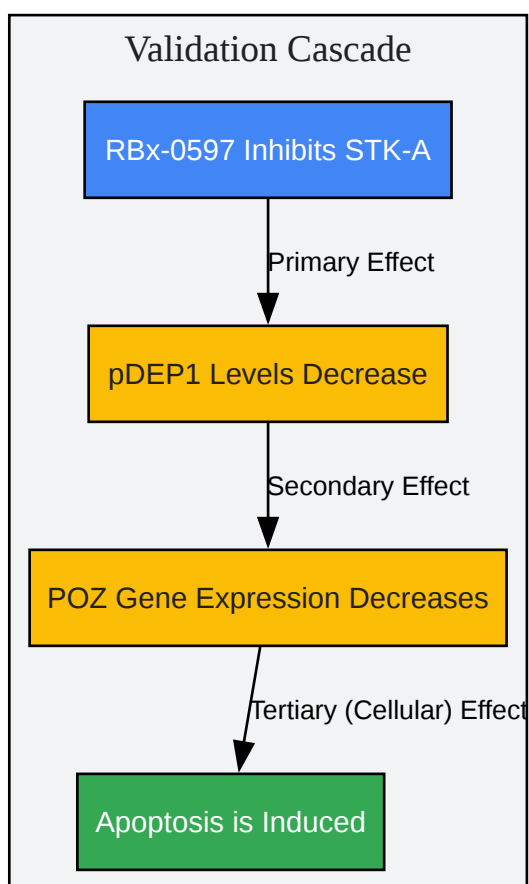 Validation Cascade
RBx-0597 Inhibits STK-A
Primary Effect
pDEP1 Levels Decrease
Secondary Effect
POZ Gene Expression Decreases
Tertiary (Cellular) Effect
Apoptosis is Induced